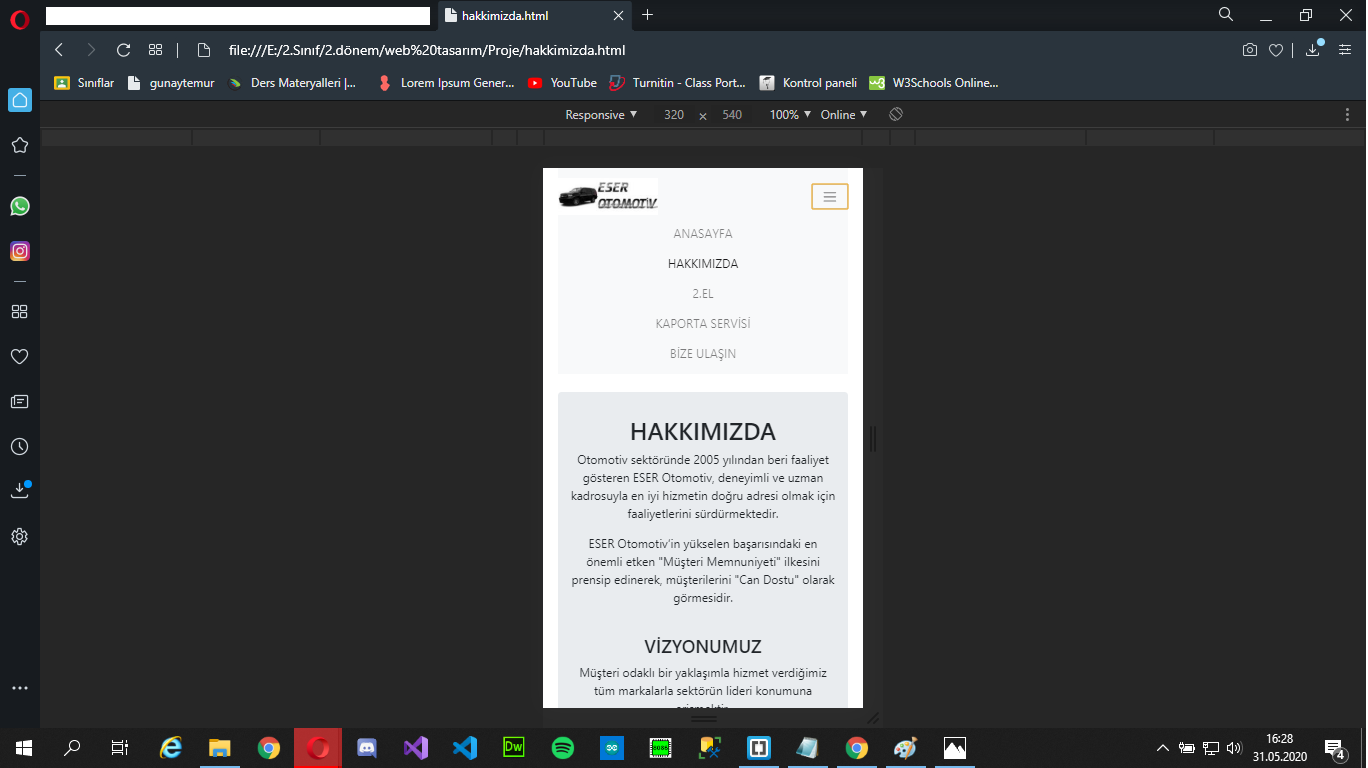 hakkimizda.html
file:///E:/2.Sınıf/2.dönem/web%20tasarım/Proje/hakkimizda.html
Sınıflar
gunaytemur
Ders Materyalleri |...
Lorem Ipsum Gener...
YouTube
Turnitin - Class Port...
Kontrol paneli
W3Schools Online...
Responsive
320 × 540
100%
Online
ESER
OTOMOTİV
ANASAYFA
HAKKIMIZDA
2.EL
KAPORTA SERVİSİ
BİZE ULAŞIN
HAKKIMIZDA
Otomotiv sektöründe 2005 yılından beri faaliyet
gösteren ESER Otomotiv, deneyimli ve uzman
kadrosuyla en iyi hizmetin doğru adresi olmak için
faaliyetlerini sürdürmektedir.
ESER Otomotiv'in yükselen başarısındaki en
önemli etken "Müşteri Memnuniyeti" ilkesini
prensip edinerek, müşterilerini "Can Dostu" olarak
görmesidir.
VİZYONUMUZ
Müşteri odaklı bir yaklaşımla hizmet verdiğimiz
tüm markalarla sektörün lideri konumuna
Dw
16:28
31.05.2020
4